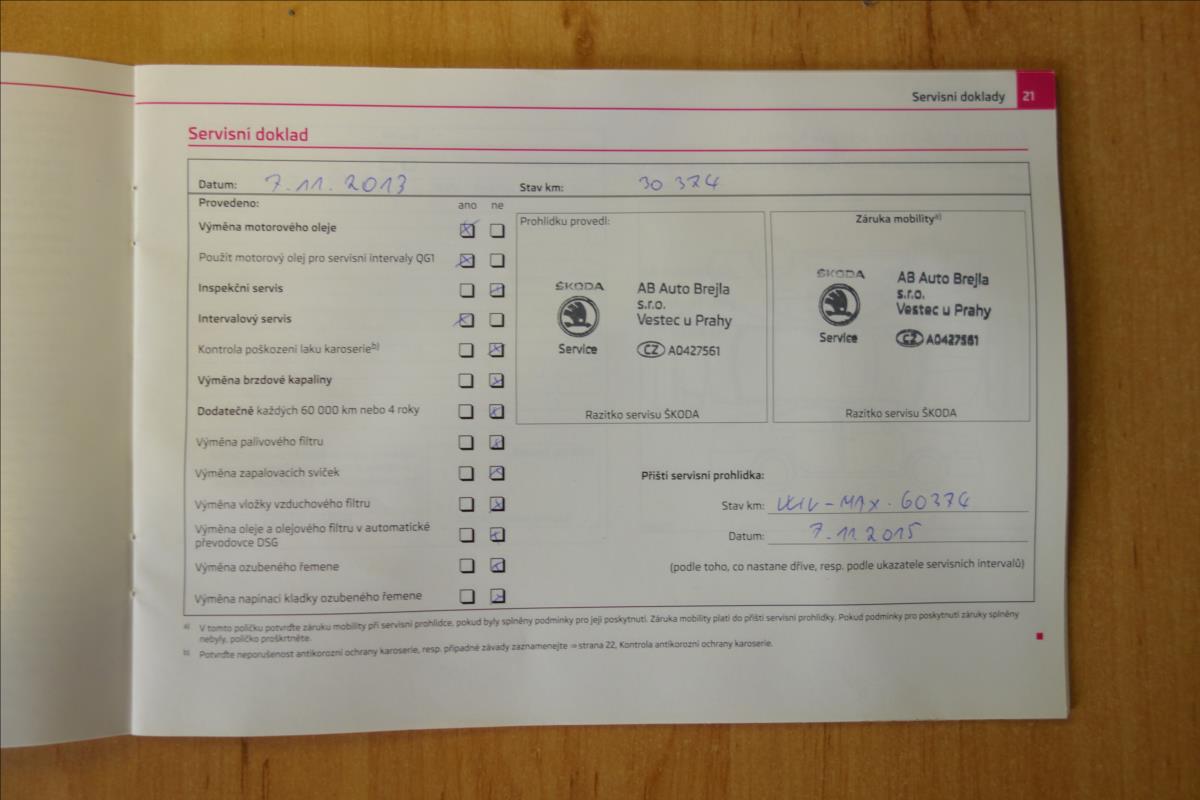 Servisní doklady 21
Servisní doklad
Datum: 7.11.2013 Stav km: 30 374
Provedeno: ano ne
Výměna motorového oleje
Použit motorový olej pro servisní intervaly QG1
Inspekční servis
Intervalový servis
Kontrola poškození laku karoserie b)
Výměna brzdové kapaliny
Dodatečně každých 60 000 km nebo 4 roky
Výměna palivového filtru
Výměna zapalovacích svíček
Výměna vložky vzduchového filtru
Výměna oleje a olejového filtru v automatické
převodovce DSG
Výměna ozubeného řemene
Výměna napínací kladky ozubeného řemene
Prohlídku provedl:
ŠKODA
Service
AB Auto Brejla
s.r.o.
Vestec u Prahy
CZ A0427561
Razítko servisu ŠKODA
Záruka mobility a)
ŠKODA
Service
AB Auto Brejla
s.r.o.
Vestec u Prahy
CZ A0427561
Razítko servisu ŠKODA
Příští servisní prohlídka:
Stav km: MAX. 60374
Datum: 7.11.2015
(podle toho, co nastane dříve, resp. podle ukazatele servisních intervalů)
a) V tomto políčku potvrďte záruku mobility při servisní prohlídce, pokud byly splněny podmínky pro její poskytnutí. Záruka mobility platí do příští servisní prohlídky. Pokud podmínky pro poskytnutí záruky splněny
nebyly, políčko proškrtněte.
b) Potvrďte neporušenost antikorozní ochrany karoserie, resp. případné závady zaznamenejte ⇒ strana 22, Kontrola antikorozní ochrany karoserie.